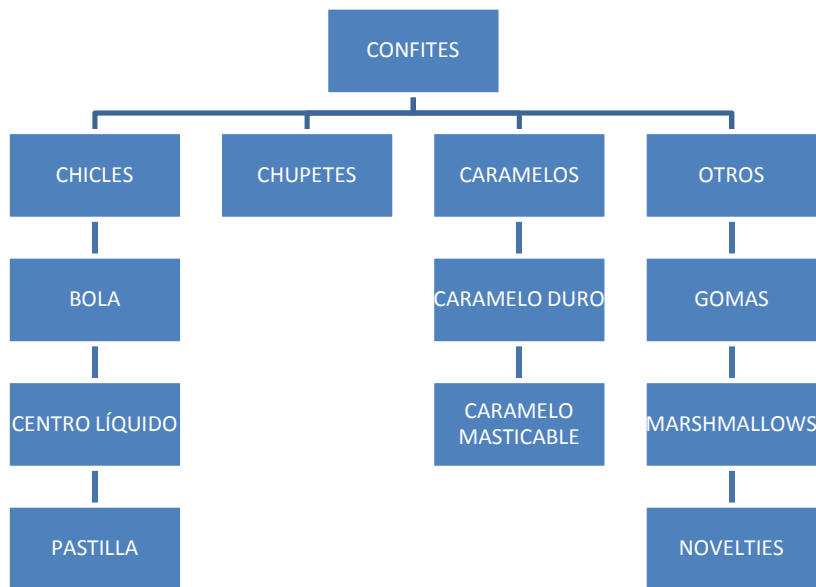 CONFITES
CHICLES
CHUPETES
CARAMELOS
OTROS
BOLA
CARAMELO DURO
GOMAS
CENTRO LÍQUIDO
CARAMELO
MASTICABLE
MARSHMALLOWS
PASTILLA
NOVELTIES